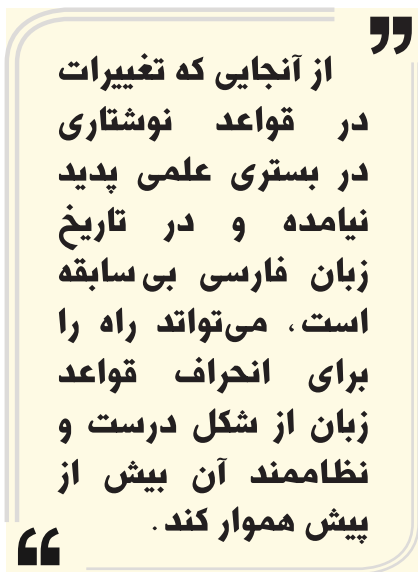 از آنجایی که تغییرات
در قواعد نوشتاری
در بستری علمی پدید
نیامده و در تاریخ
زبان فارسی بی‌سابقه
است، می‌تواند راه را
برای انحراف قواعد
زبان از شکل درست و
نظاممند آن بیش از
پیش هموار کند.